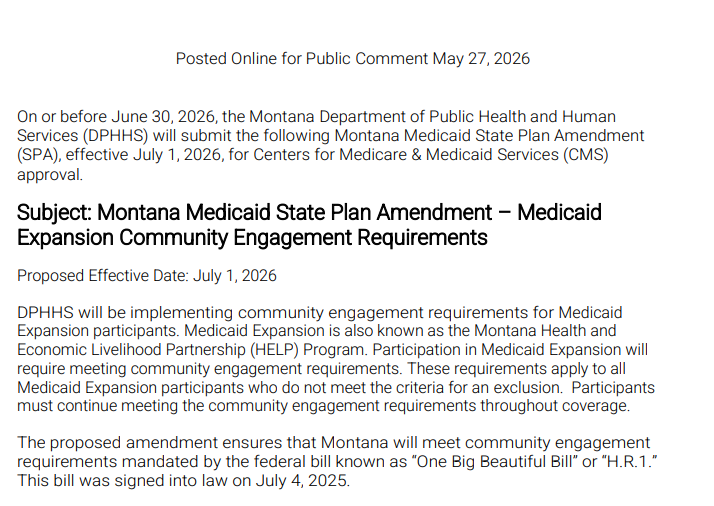 Posted Online for Public Comment May 27, 2026
On or before June 30, 2026, the Montana Department of Public Health and Human
Services (DPHHS) will submit the following Montana Medicaid State Plan Amendment
(SPA), effective July 1, 2026, for Centers for Medicare & Medicaid Services (CMS)
approval.
Subject: Montana Medicaid State Plan Amendment – Medicaid
Expansion Community Engagement Requirements
Proposed Effective Date: July 1, 2026
DPHHS will be implementing community engagement requirements for Medicaid
Expansion participants. Medicaid Expansion is also known as the Montana Health and
Economic Livelihood Partnership (HELP) Program. Participation in Medicaid Expansion will
require meeting community engagement requirements. These requirements apply to all
Medicaid Expansion participants who do not meet the criteria for an exclusion.  Participants
must continue meeting the community engagement requirements throughout coverage.
The proposed amendment ensures that Montana will meet community engagement
requirements mandated by the federal bill known as “One Big Beautiful Bill” or “H.R.1.”
This bill was signed into law on July 4, 2025.